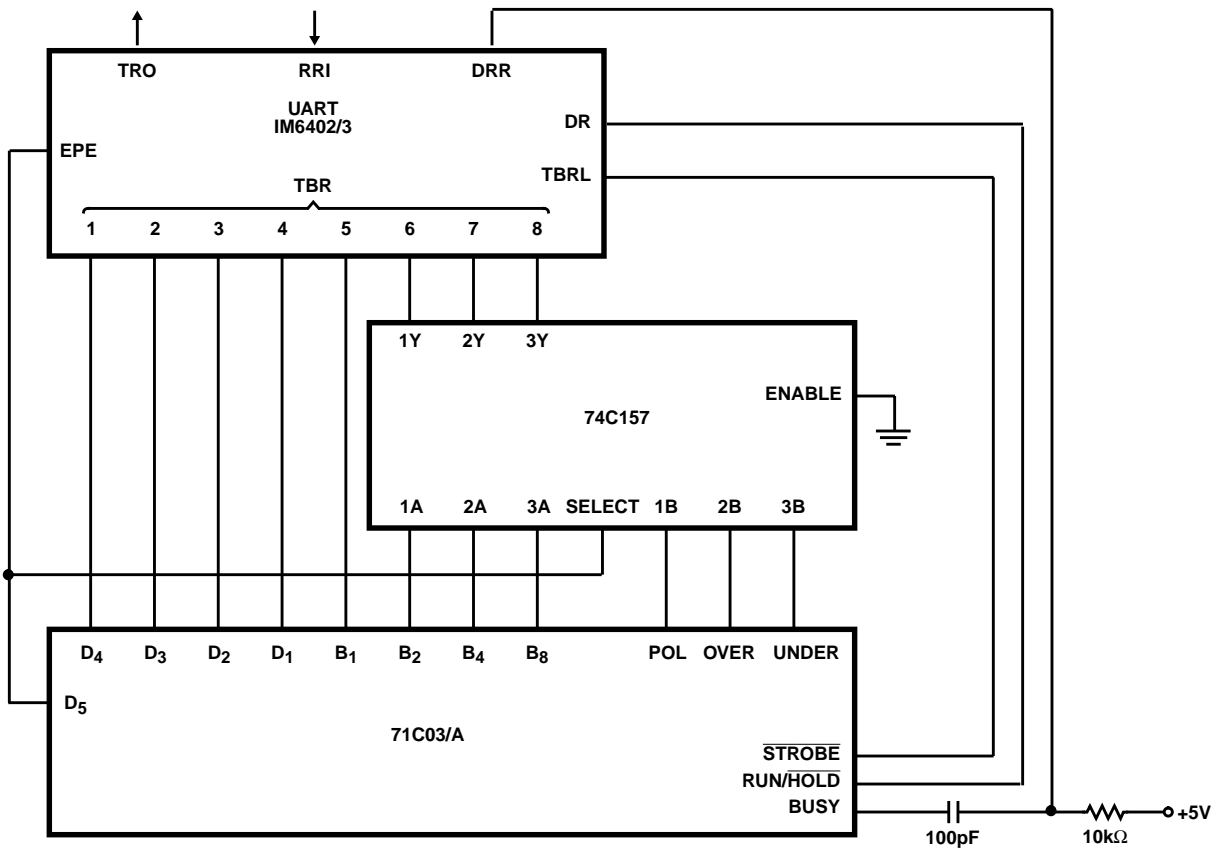 TRO RRI DRR
UART
IM6402/3
DR
EPE
TBRL
TBR
1 2 3 4 5 6 7 8
1Y 2Y 3Y
ENABLE
74C157
1A 2A 3A SELECT 1B 2B 3B
D4 D3 D2 D1 B1 B2 B4 B8 POL OVER UNDER
D5
71C03/A
STROBE
RUN/HOLD
BUSY
+5V
100pF 10kΩ